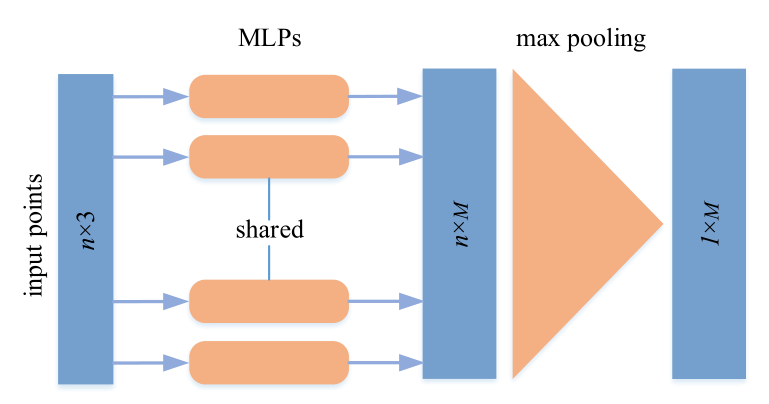 MLPs
max pooling
input points
n×3
shared
n×M
1×M